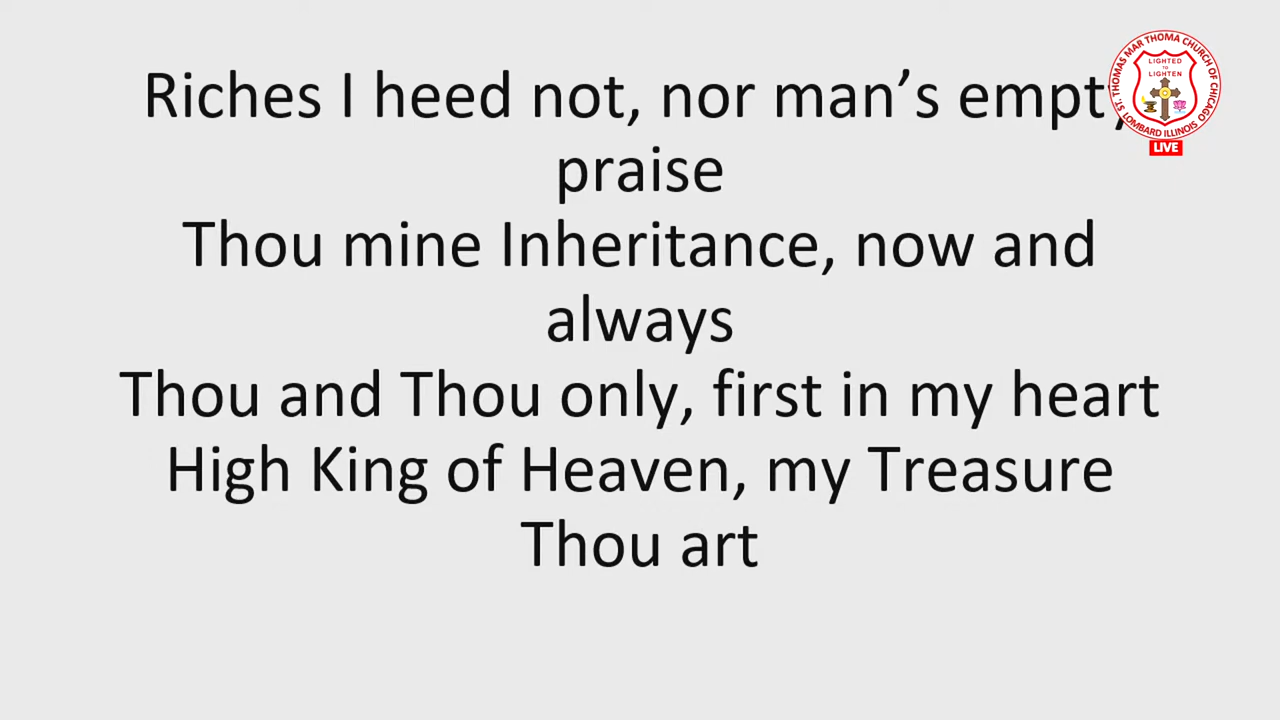 Riches I heed not, nor man’s empty
praise
Thou mine Inheritance, now and
always
Thou and Thou only, first in my heart
High King of Heaven, my Treasure
Thou art
ST. THOMAS MAR THOMA CHURCH OF CHICAGO
LIGHTED
TO
LIGHTEN
LOMBARD ILLINOIS
LIVE